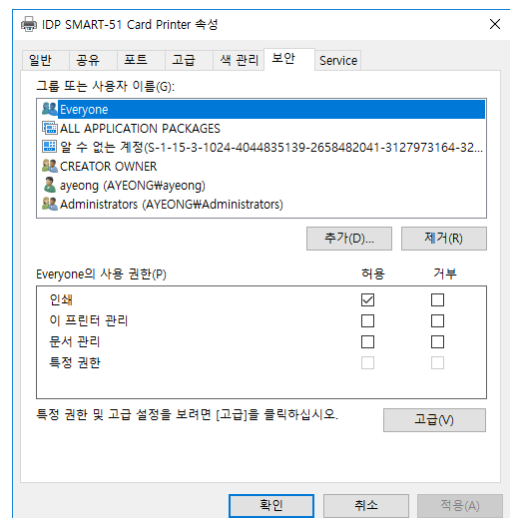 IDP SMART-51 Card Printer 속성
일반 공유 포트 고급 색 관리 보안 Service
그룹 또는 사용자 이름(G):
Everyone
ALL APPLICATION PACKAGES
알 수 없는 계정(S-1-15-3-1024-4044835139-2658482041-3127973164-32...
CREATOR OWNER
ayeong (AYEONG₩ayeong)
Administrators (AYEONG₩Administrators)
추가(D)... 제거(R)
Everyone의 사용 권한(P) 허용 거부
인쇄
이 프린터 관리
문서 관리
특정 권한
특정 권한 및 고급 설정을 보려면 [고급]을 클릭하십시오. 고급(V)
확인 취소 적용(A)